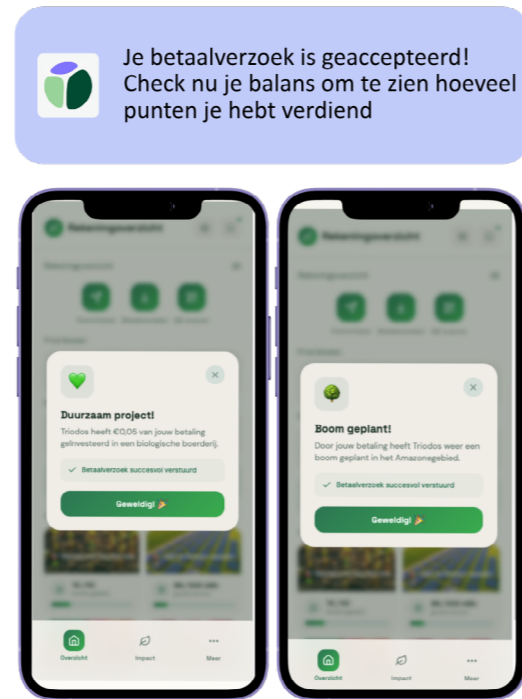 Je betaalverzoek is geaccepteerd!
Check nu je balans om te zien hoeveel
punten je hebt verdiend
Rekeningoverzicht
Duurzaam project!
Triodos heeft €0,05 van jouw betaling
geïnvesteerd in een biologische boerderij.
Betaalverzoek succesvol verstuurd
Geweldig! 🎉
Overzicht
Impact
Meer
Rekeningoverzicht
Boom geplant!
Door jouw betaling heeft Triodos weer een
boom geplant in het Amazonegebied.
Betaalverzoek succesvol verstuurd
Geweldig! 🎉
Overzicht
Impact
Meer